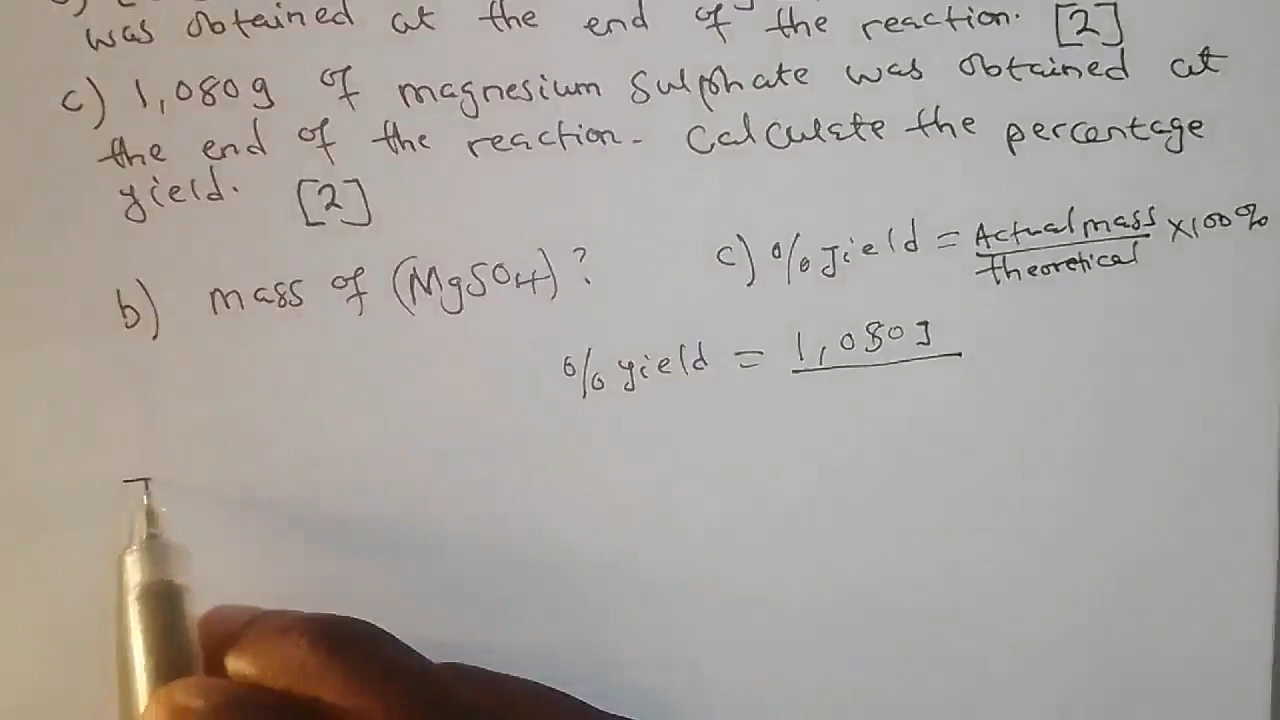 was obtained at the end of the reaction. [2]
c) 1,080g of magnesium sulphate was obtained at
the end of the reaction. Calculate the percentage
yield. [2]
b) mass of (MgSO4)?
c) % yield = Actual mass / Theoretical × 100%
% yield = 1,080g